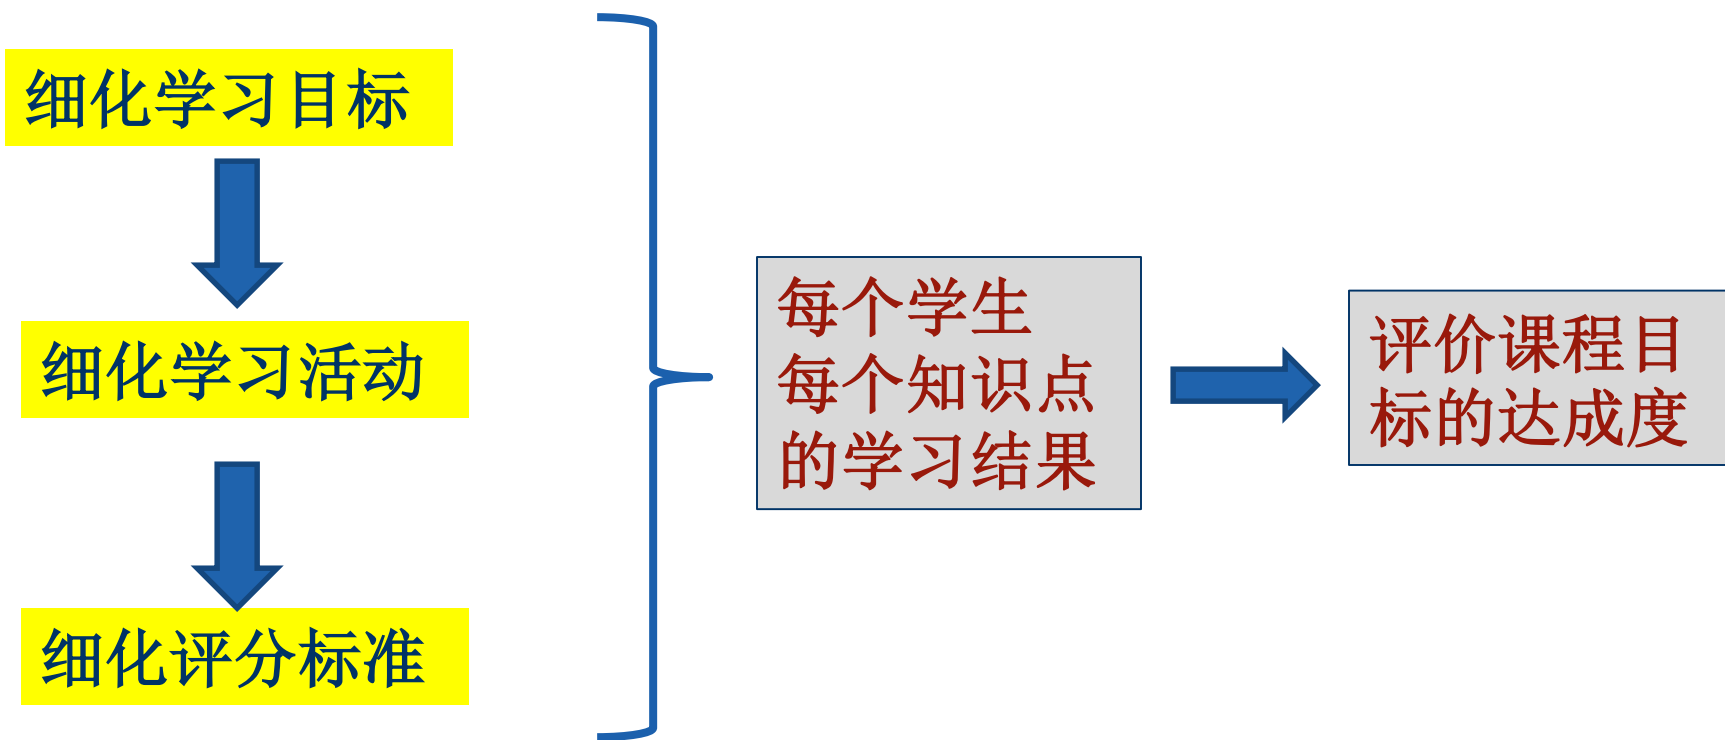 细化学习目标
细化学习活动
细化评分标准
每个学生
每个知识点
的学习结果
评价课程目
标的达成度